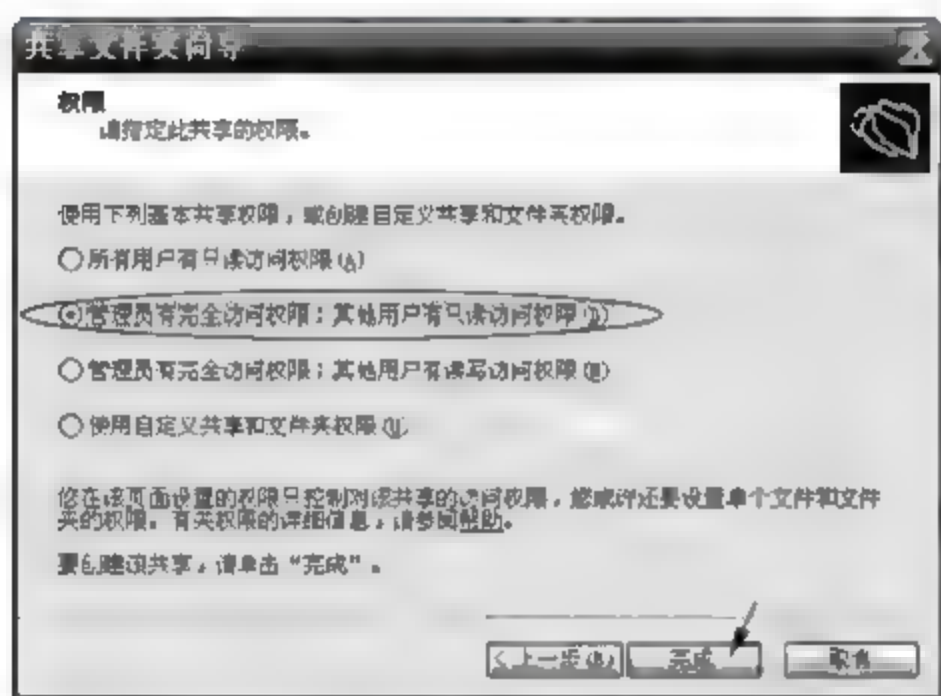 共享文件夹向导
权限
请指定此共享的权限。
使用下列基本共享权限，或创建自定义共享和文件夹权限。
所有用户有只读访问权限(A)
管理员有完全访问权限；其他用户有只读访问权限
管理员有完全访问权限；其他用户有读写访问权限
使用自定义共享和文件夹权限(U)
您在该页面设置的权限只控制对该共享的访问权限，您或许还要设置单个文件和文件
夹的权限。有关权限的详细信息，请参阅帮助。
要创建该共享，请单击“完成”。
< 上一步(B)
完成
取消